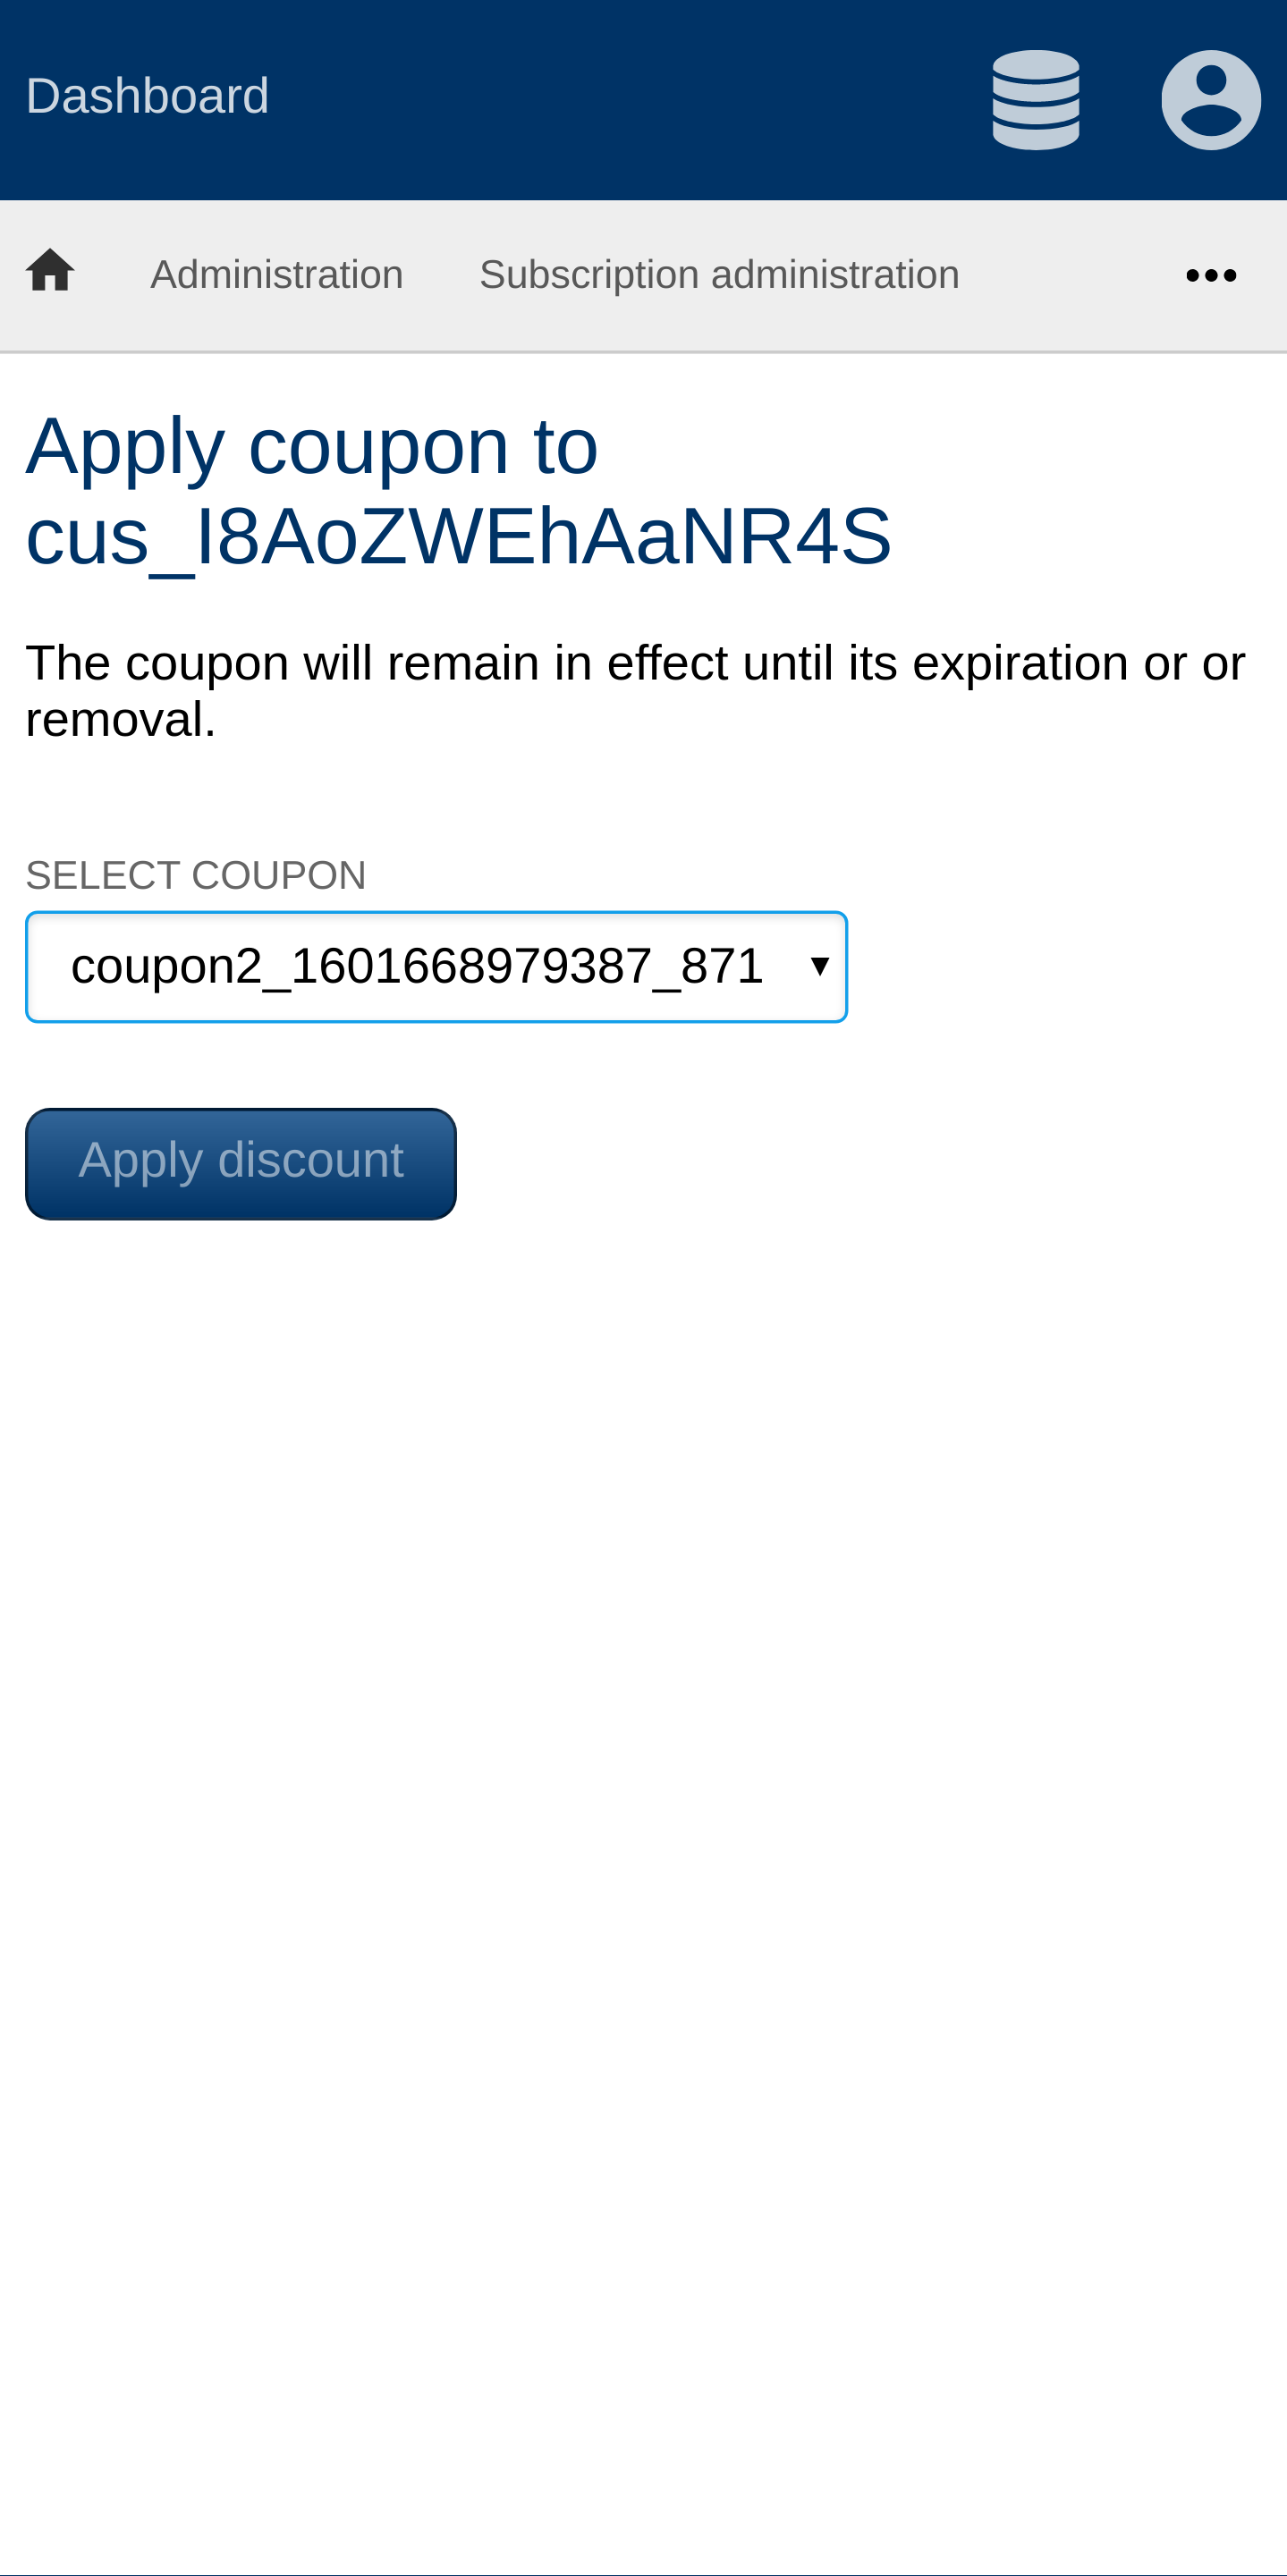 Dashboard
Administration Subscription administration
Apply coupon to
cus_I8AoZWEhAaNR4S
The coupon will remain in effect until its expiration or or
removal.
SELECT COUPON
coupon2_1601668979387_871
Apply discount